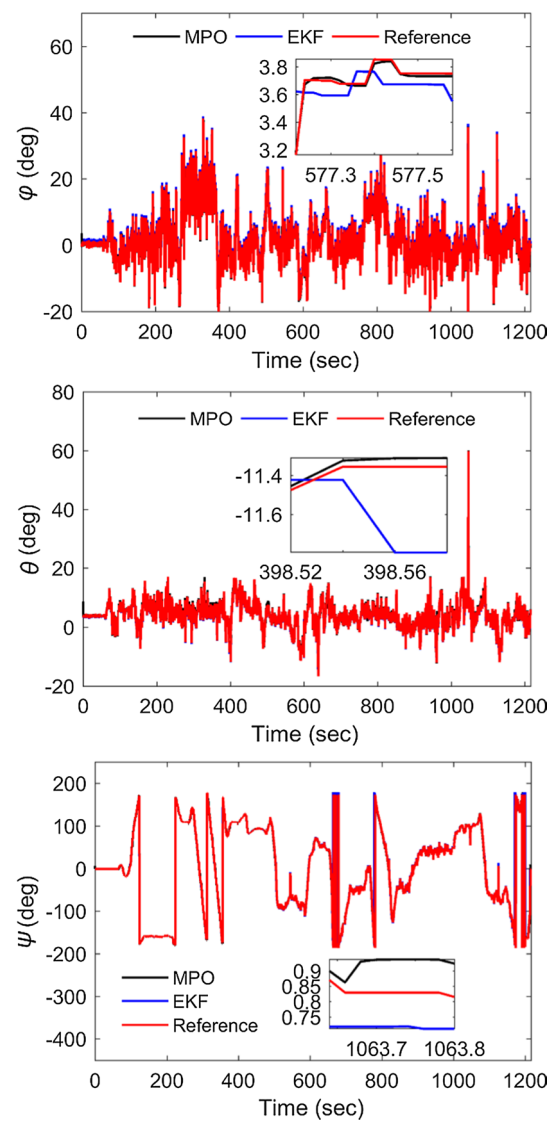 60
MPO EKF Reference
40
3.8
3.6
3.4
3.2
577.3 577.5
φ (deg)
20
0
-20
0 200 400 600 800 1000 1200
Time (sec)
80
MPO EKF Reference
60
-11.4
-11.6
398.52 398.56
40
θ (deg)
20
0
-20
0 200 400 600 800 1000 1200
Time (sec)
200
100
0
-100
ψ (deg)
-200
-300
-400
MPO
EKF
Reference
0.9
0.85
0.8
0.75
1063.7 1063.8
0 200 400 600 800 1000 1200
Time (sec)